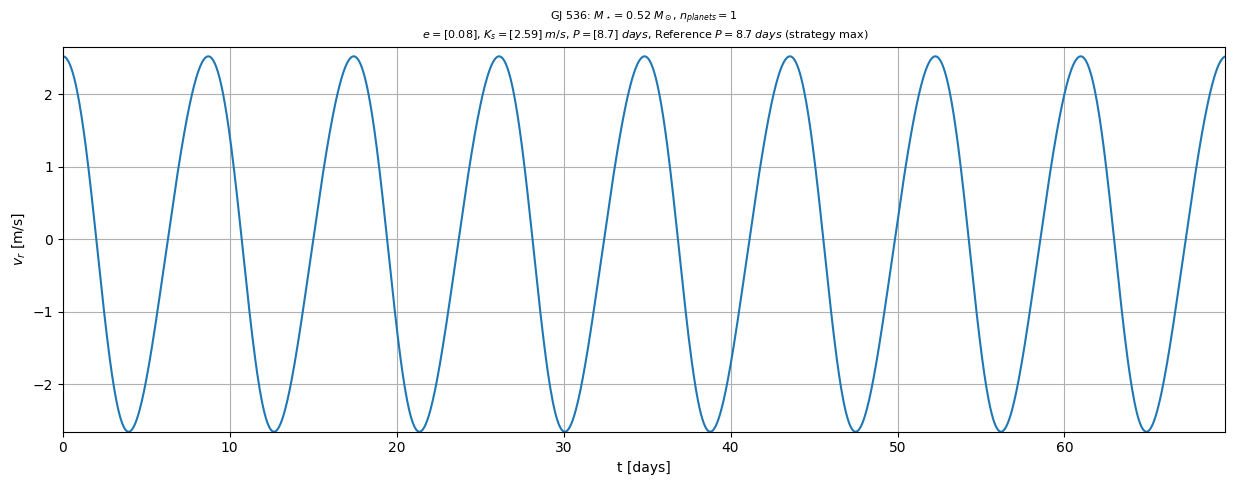 GJ 536: M⋆ = 0.52 M⊙, nplanets = 1
e = [0.08], Ks = [2.59] m/s, P = [8.7] days, Reference P = 8.7 days (strategy max)
2
1
0
−1
−2
vr [m/s]
0 10 20 30 40 50 60
t [days]